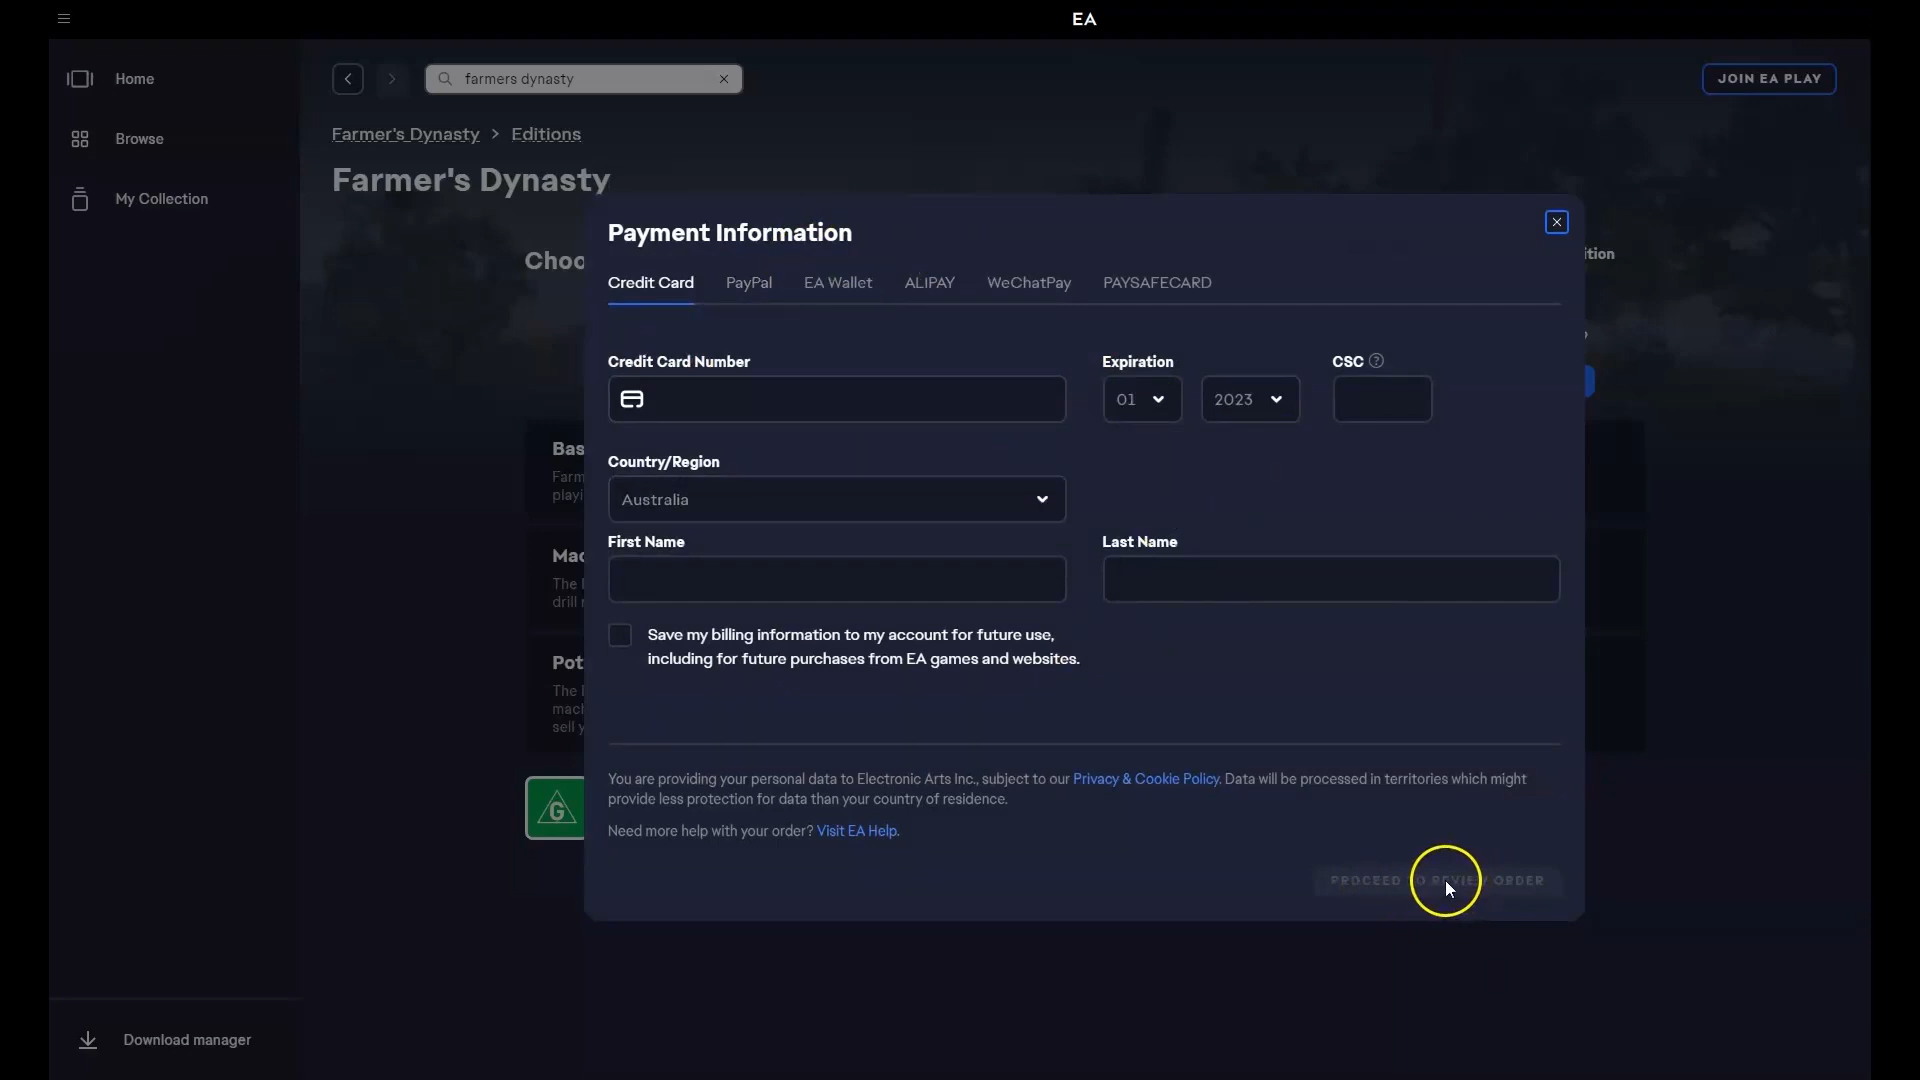 EA
Home
farmers dynasty
JOIN EA PLAY
Farmer's Dynasty > Editions
Browse
Farmer's Dynasty
My Collection
Payment Information
Credit Card
PayPal
EA Wallet
ALIPAY
WeChatPay
PAYSAFECARD
Credit Card Number
Expiration
CSC ?
01
2023
Country/Region
Australia
First Name
Last Name
Save my billing information to my account for future use,
including for future purchases from EA games and websites.
The
G
You are providing your personal data to Electronic Arts Inc., subject to our Privacy & Cookie Policy. Data will be processed in territories which might
provide less protection for data than your country of residence.
Need more help with your order? Visit EA Help.
PROCEED TO REVIEW ORDER
Download manager